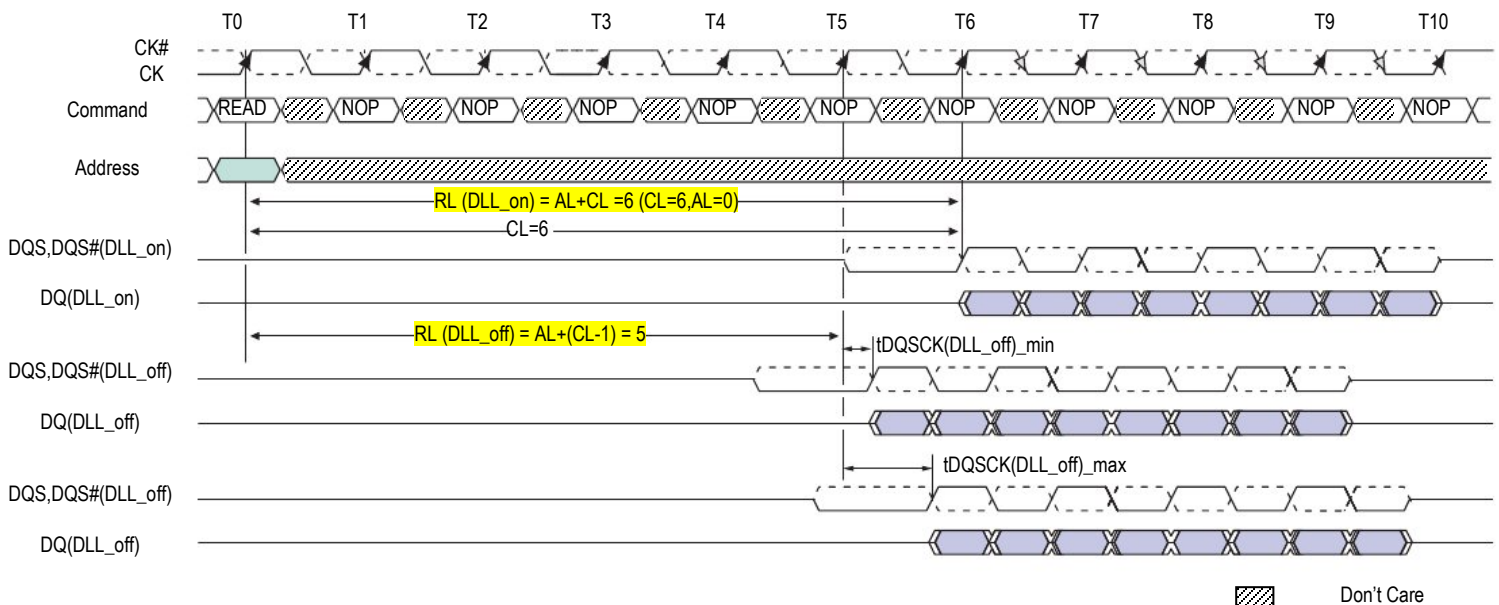 T0 T1 T2 T3 T4 T5 T6 T7 T8 T9 T10
CK#
CK
Command READ NOP NOP NOP NOP NOP NOP NOP NOP NOP NOP
Address
RL (DLL_on) = AL+CL =6 (CL=6,AL=0)
CL=6
DQS,DQS#(DLL_on)
DQ(DLL_on)
RL (DLL_off) = AL+(CL-1) = 5
tDQSCK(DLL_off)_min
DQS,DQS#(DLL_off)
DQ(DLL_off)
tDQSCK(DLL_off)_max
DQS,DQS#(DLL_off)
DQ(DLL_off)
Don't Care